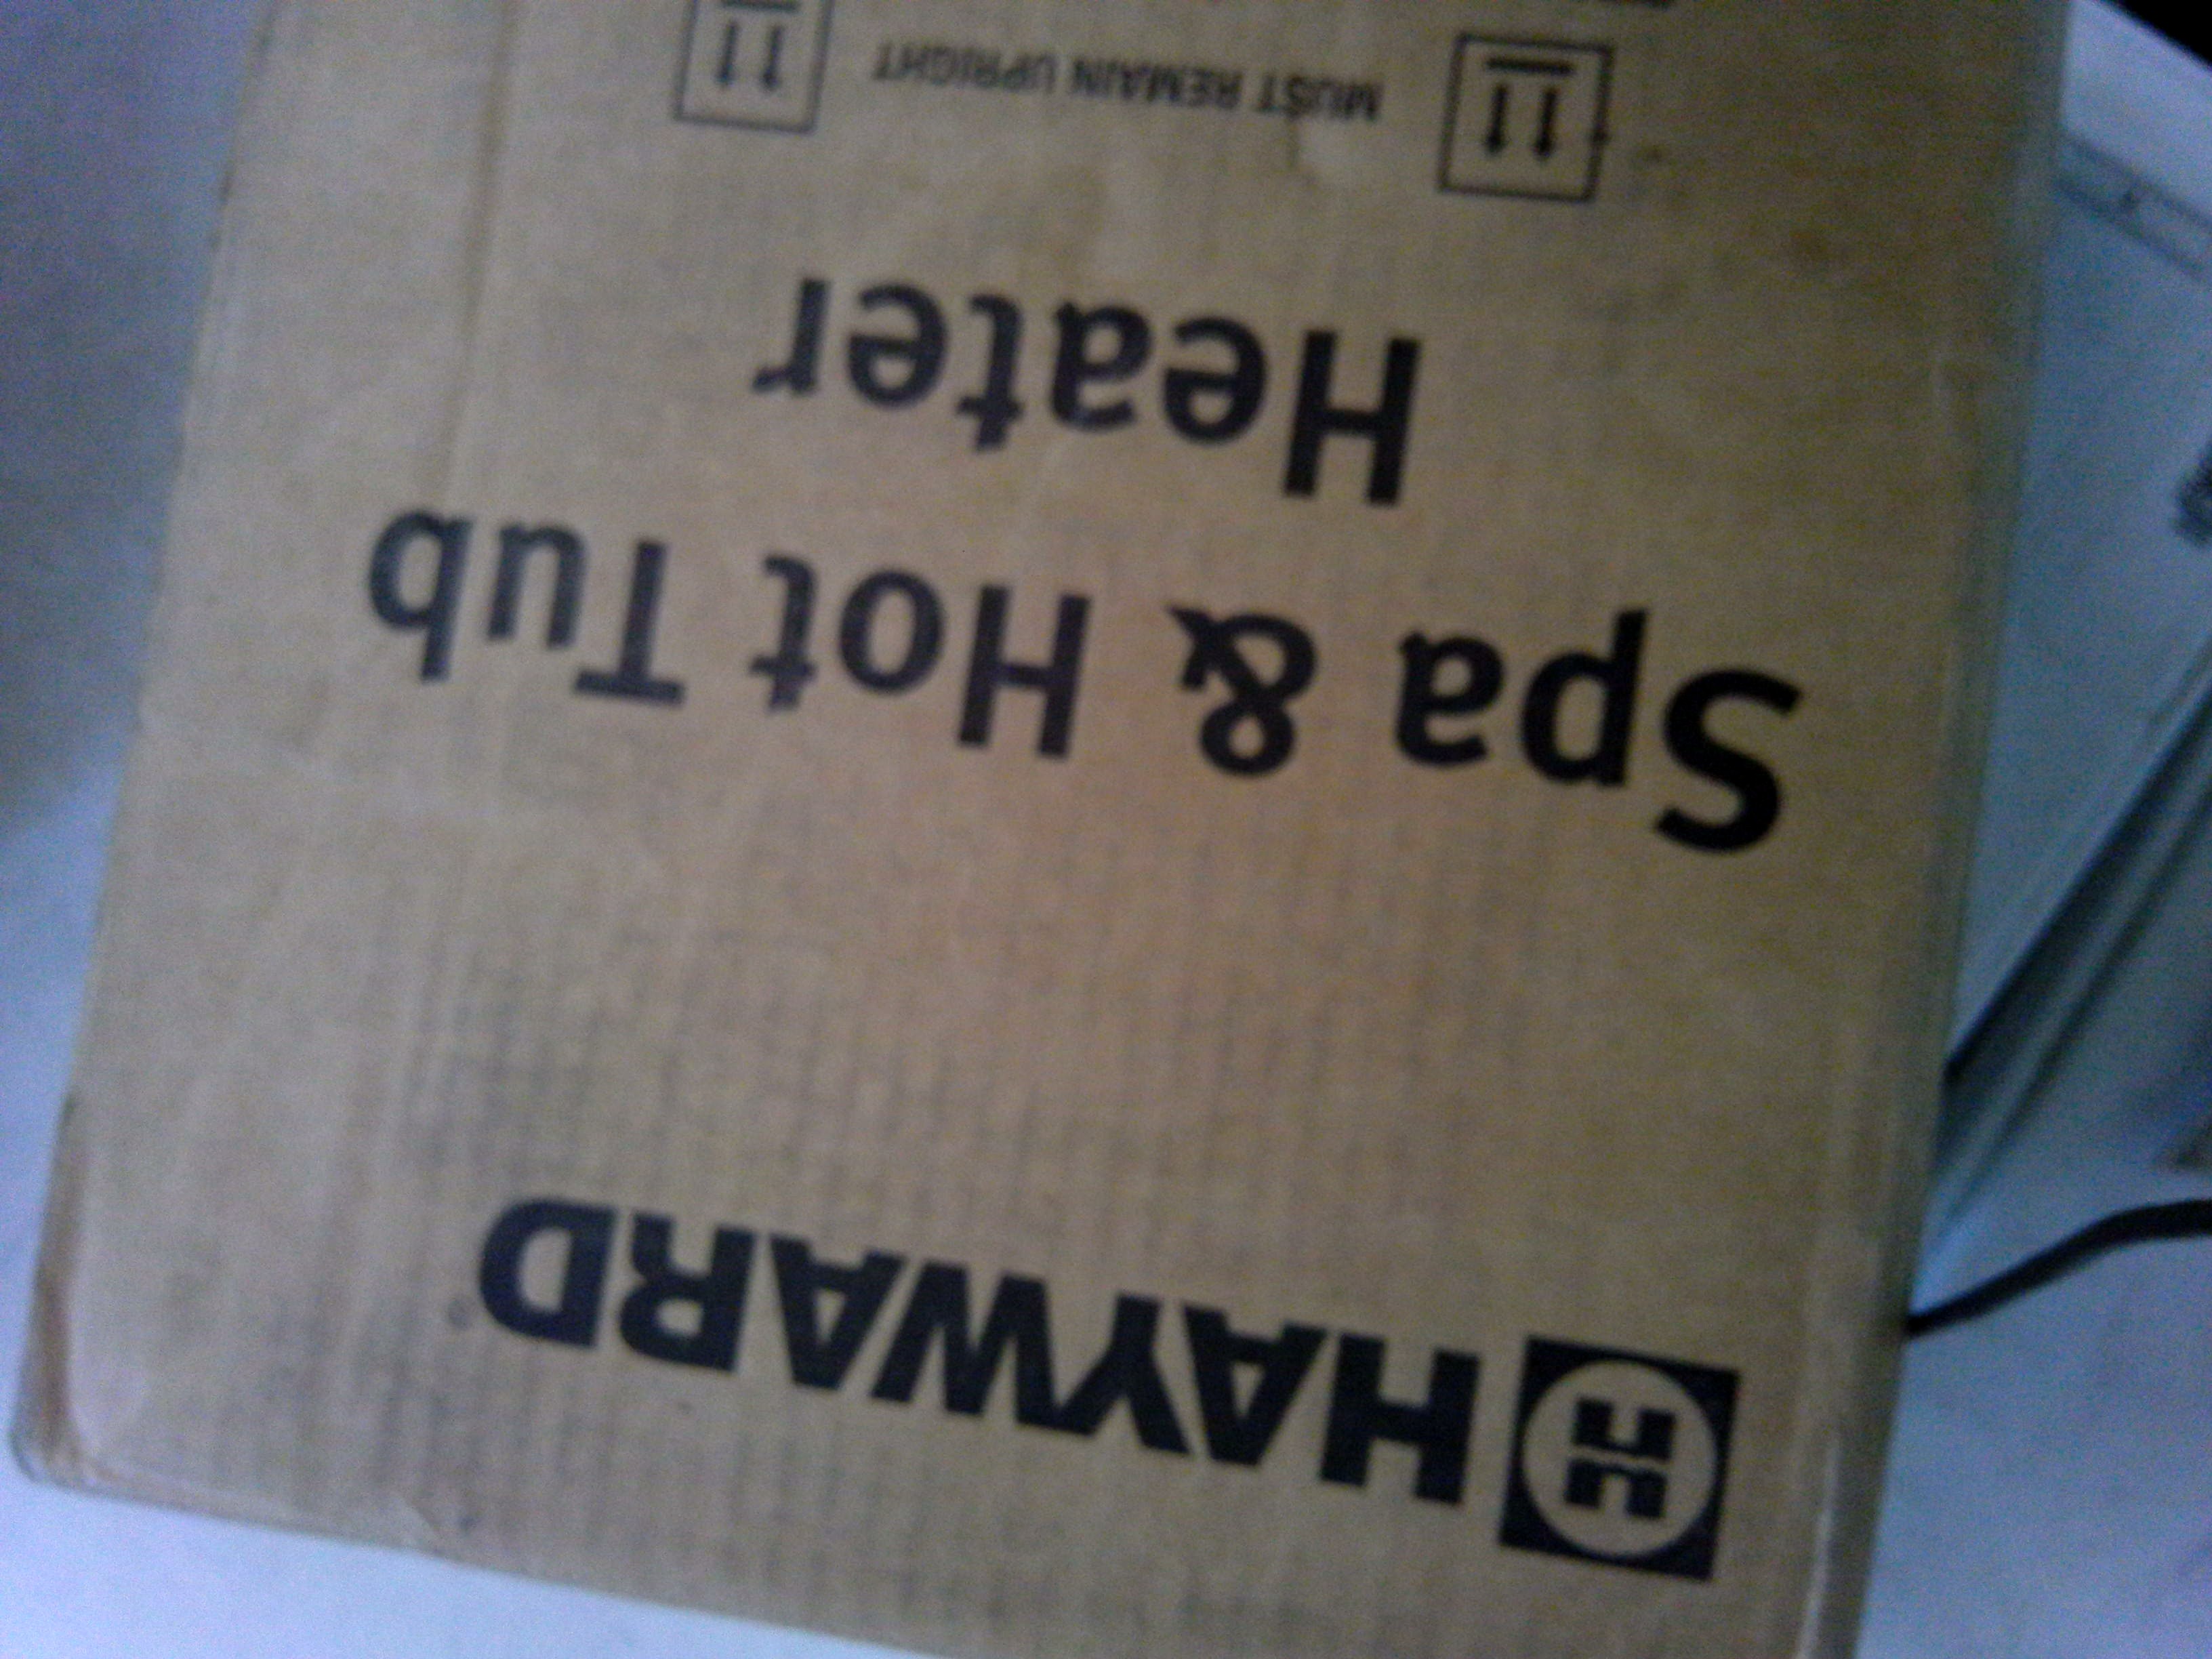 HAYWARD
Spa & Hot Tub
Heater
MUST REMAIN UPRIGHT